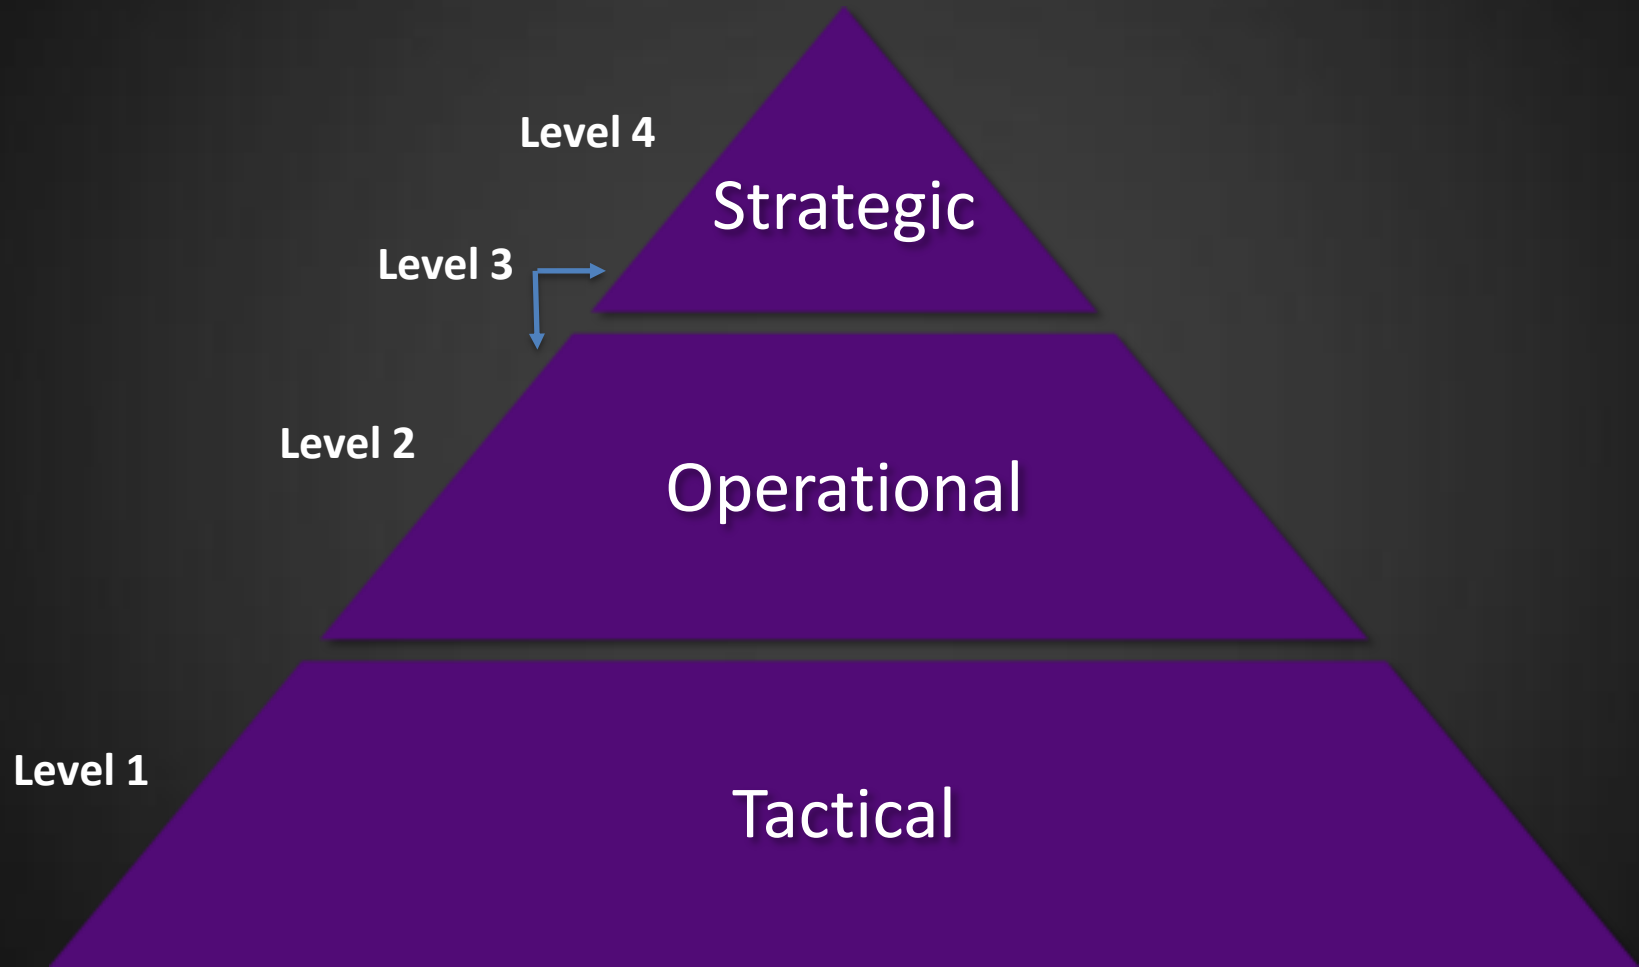 Level 4
Strategic
Level 3
Level 2
Operational
Level 1
Tactical